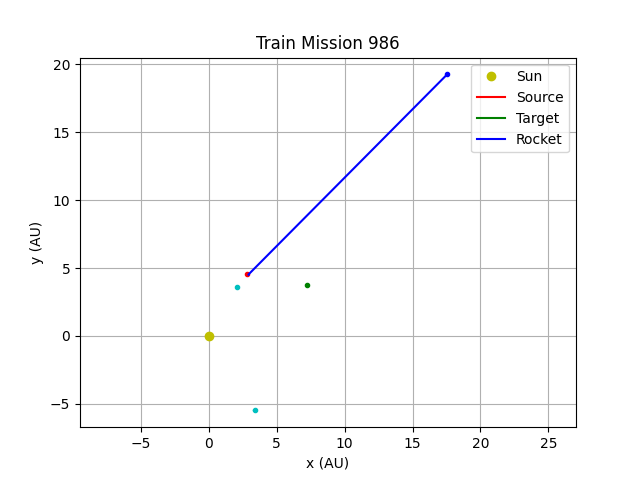 Train Mission 986
20
15
10
5
0
−5
y (AU)
Sun
Source
Target
Rocket
−5 0 5 10 15 20 25
x (AU)